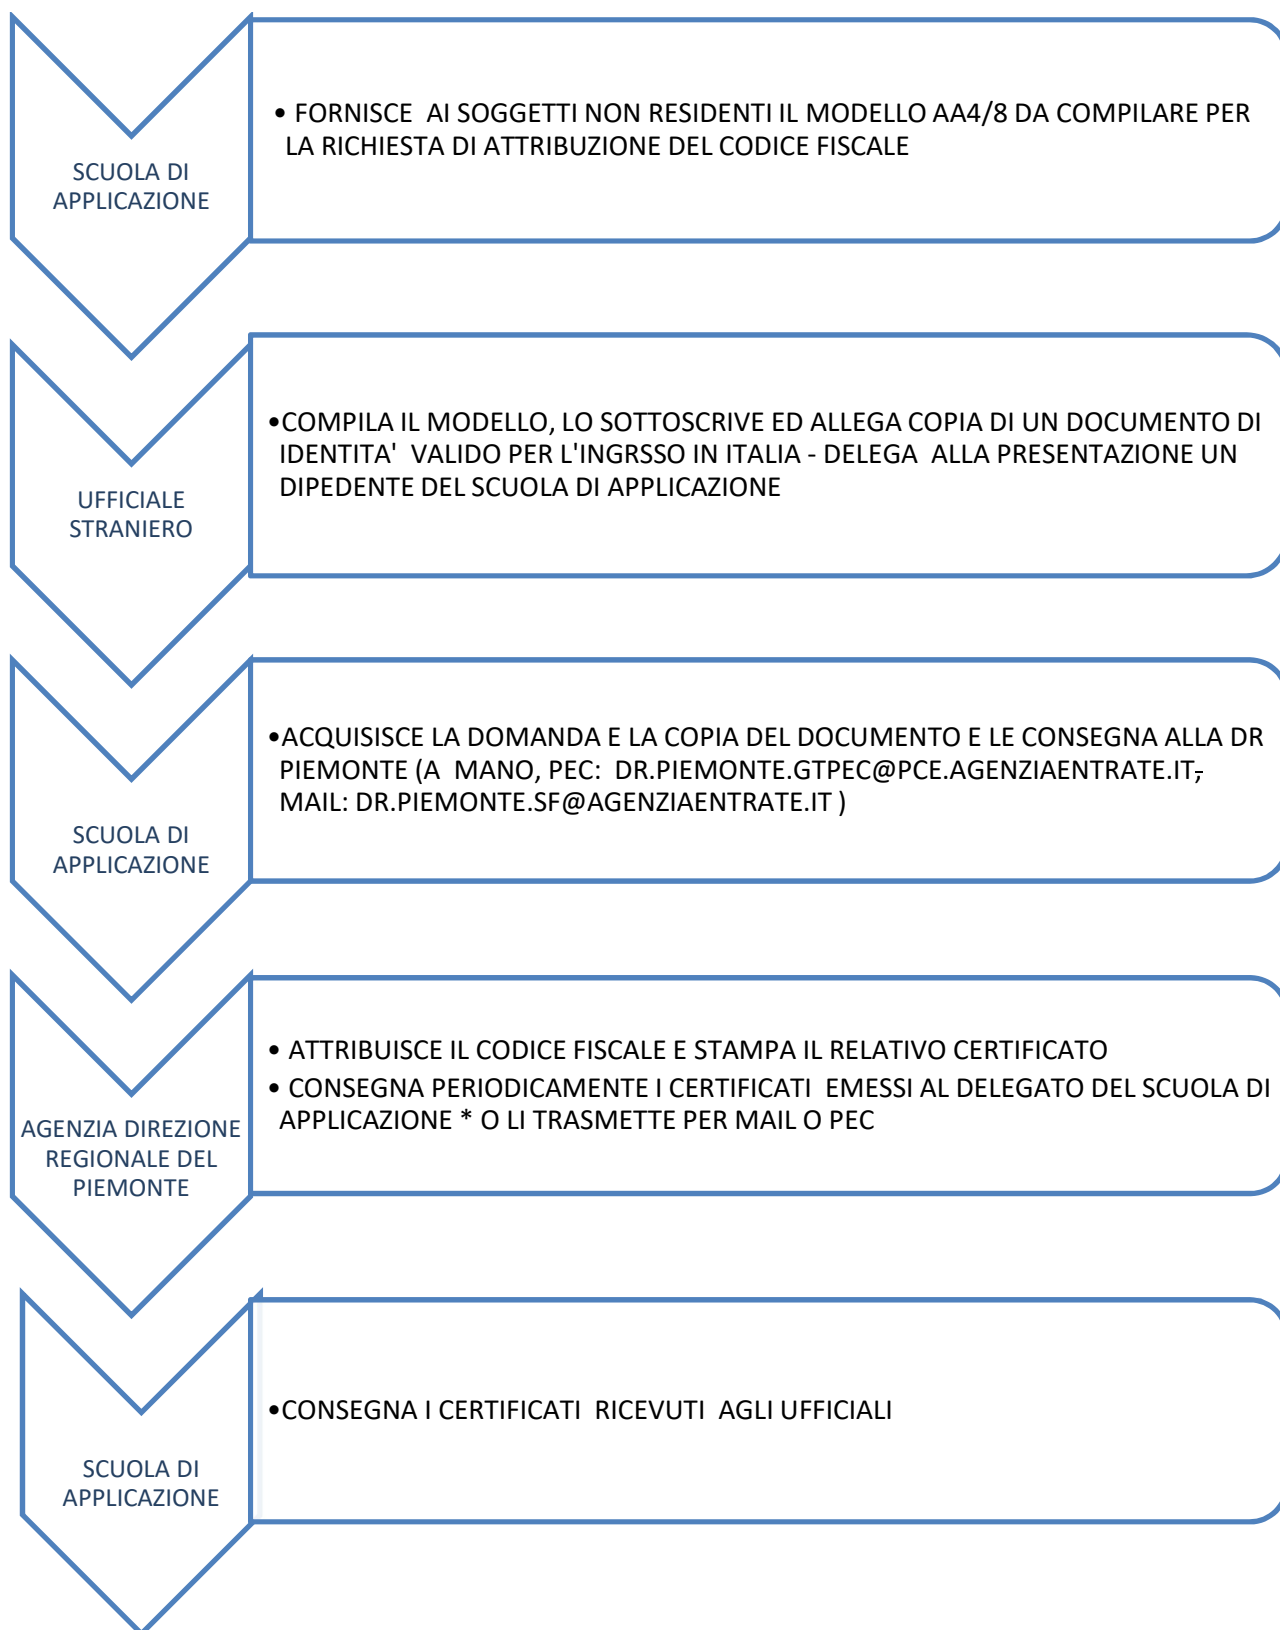 SCUOLA DI
APPLICAZIONE
• FORNISCE AI SOGGETTI NON RESIDENTI IL MODELLO AA4/8 DA COMPILARE PER
LA RICHIESTA DI ATTRIBUZIONE DEL CODICE FISCALE
UFFICIALE
STRANIERO
•COMPILA IL MODELLO, LO SOTTOSCRIVE ED ALLEGA COPIA DI UN DOCUMENTO DI
IDENTITA' VALIDO PER L'INGRSSO IN ITALIA - DELEGA ALLA PRESENTAZIONE UN
DIPEDENTE DEL SCUOLA DI APPLICAZIONE
SCUOLA DI
APPLICAZIONE
•ACQUISISCE LA DOMANDA E LA COPIA DEL DOCUMENTO E LE CONSEGNA ALLA DR
PIEMONTE (A MANO, PEC: DR.PIEMONTE.GTPEC@PCE.AGENZIAENTRATE.IT,
MAIL: DR.PIEMONTE.SF@AGENZIAENTRATE.IT )
AGENZIA DIREZIONE
REGIONALE DEL
PIEMONTE
• ATTRIBUISCE IL CODICE FISCALE E STAMPA IL RELATIVO CERTIFICATO
• CONSEGNA PERIODICAMENTE I CERTIFICATI EMESSI AL DELEGATO DEL SCUOLA DI
APPLICAZIONE * O LI TRASMETTE PER MAIL O PEC
SCUOLA DI
APPLICAZIONE
•CONSEGNA I CERTIFICATI RICEVUTI AGLI UFFICIALI